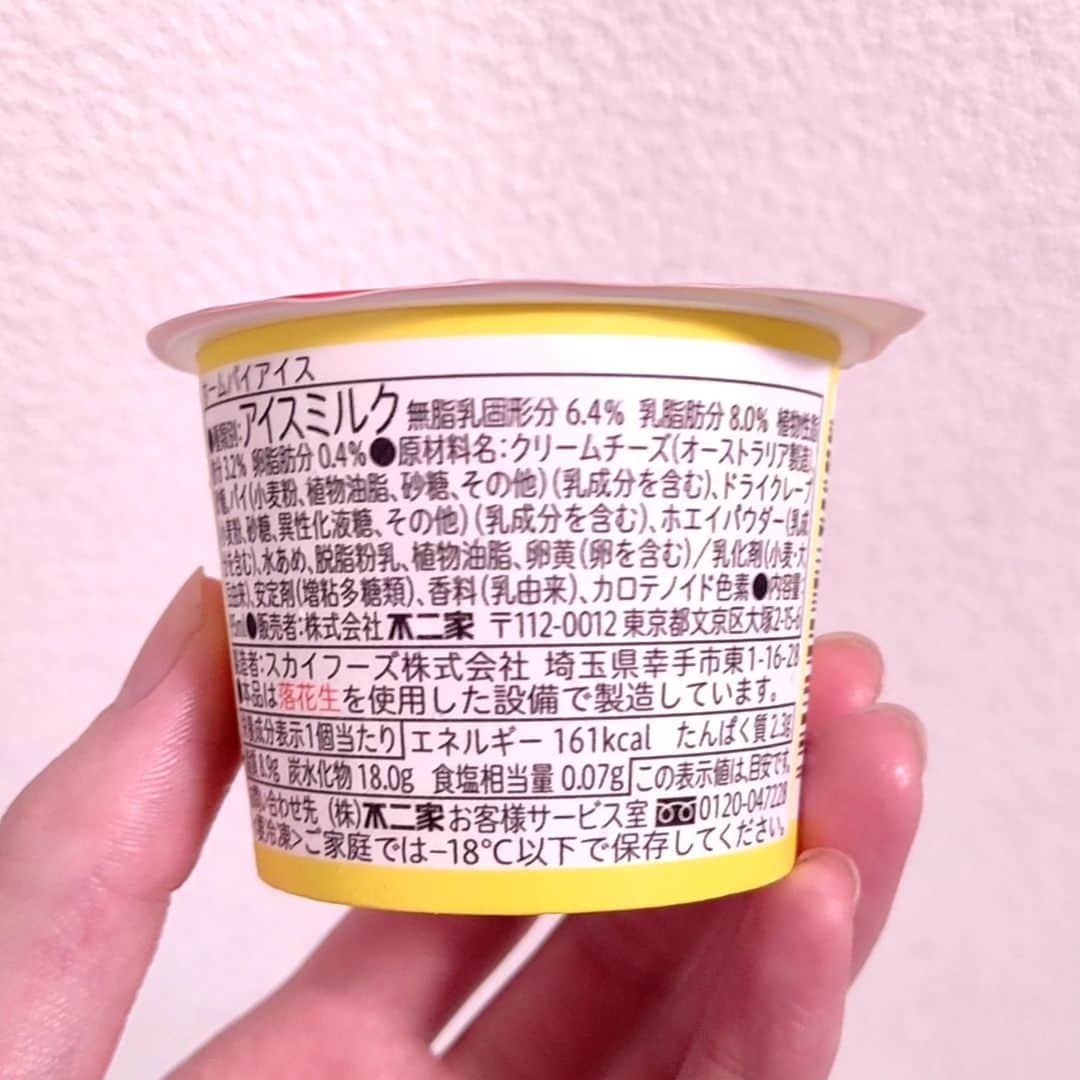 ームパイアイス
●種類別:アイスミルク 無脂乳固形分 6.4% 乳脂肪分 8.0% 植物性脂
肪分 3.2% 卵脂肪分 0.4%●原材料名:クリームチーズ(オーストラリア製造)
糖、パイ(小麦粉、植物油脂、砂糖、その他)(乳成分を含む)、ドライクレープ
麦粉、砂糖、異性化液糖、その他)(乳成分を含む)、ホエイパウダー(乳成
分を含む)、水あめ、脱脂粉乳、植物油脂、卵黄(卵を含む)/乳化剤(小麦・大
豆由来)、安定剤(増粘多糖類)、香料(乳由来)、カロテノイド色素●内容量:
5ml●販売者:株式会社不二家 〒112-0012 東京都文京区大塚2-15-6
製造者:スカイフーズ株式会社 埼玉県幸手市東1-16-28
●本品は落花生を使用した設備で製造しています。
栄養成分表示1個当たり エネルギー 161kcal たんぱく質 2.3g
8.9g 炭水化物 18.0g 食塩相当量 0.07g この表示値は、目安です。
問い合わせ先 (株)不二家お客様サービス室 0120-047228
要冷凍>ご家庭では−18℃以下で保存してください。